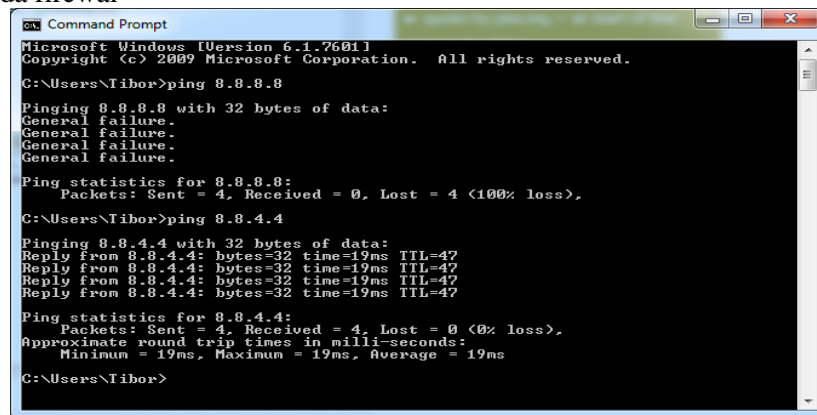 da firewal
Command Prompt
Microsoft Windows [Version 6.1.7601]
Copyright (c) 2009 Microsoft Corporation.  All rights reserved.
C:\Users\Tibor>ping 8.8.8.8
Pinging 8.8.8.8 with 32 bytes of data:
General failure.
General failure.
General failure.
General failure.
Ping statistics for 8.8.8.8:
    Packets: Sent = 4, Received = 0, Lost = 4 (100% loss),
C:\Users\Tibor>ping 8.8.4.4
Pinging 8.8.4.4 with 32 bytes of data:
Reply from 8.8.4.4: bytes=32 time=19ms TTL=47
Reply from 8.8.4.4: bytes=32 time=19ms TTL=47
Reply from 8.8.4.4: bytes=32 time=19ms TTL=47
Reply from 8.8.4.4: bytes=32 time=19ms TTL=47
Ping statistics for 8.8.4.4:
    Packets: Sent = 4, Received = 4, Lost = 0 (0% loss),
Approximate round trip times in milli-seconds:
    Minimum = 19ms, Maximum = 19ms, Average = 19ms
C:\Users\Tibor>